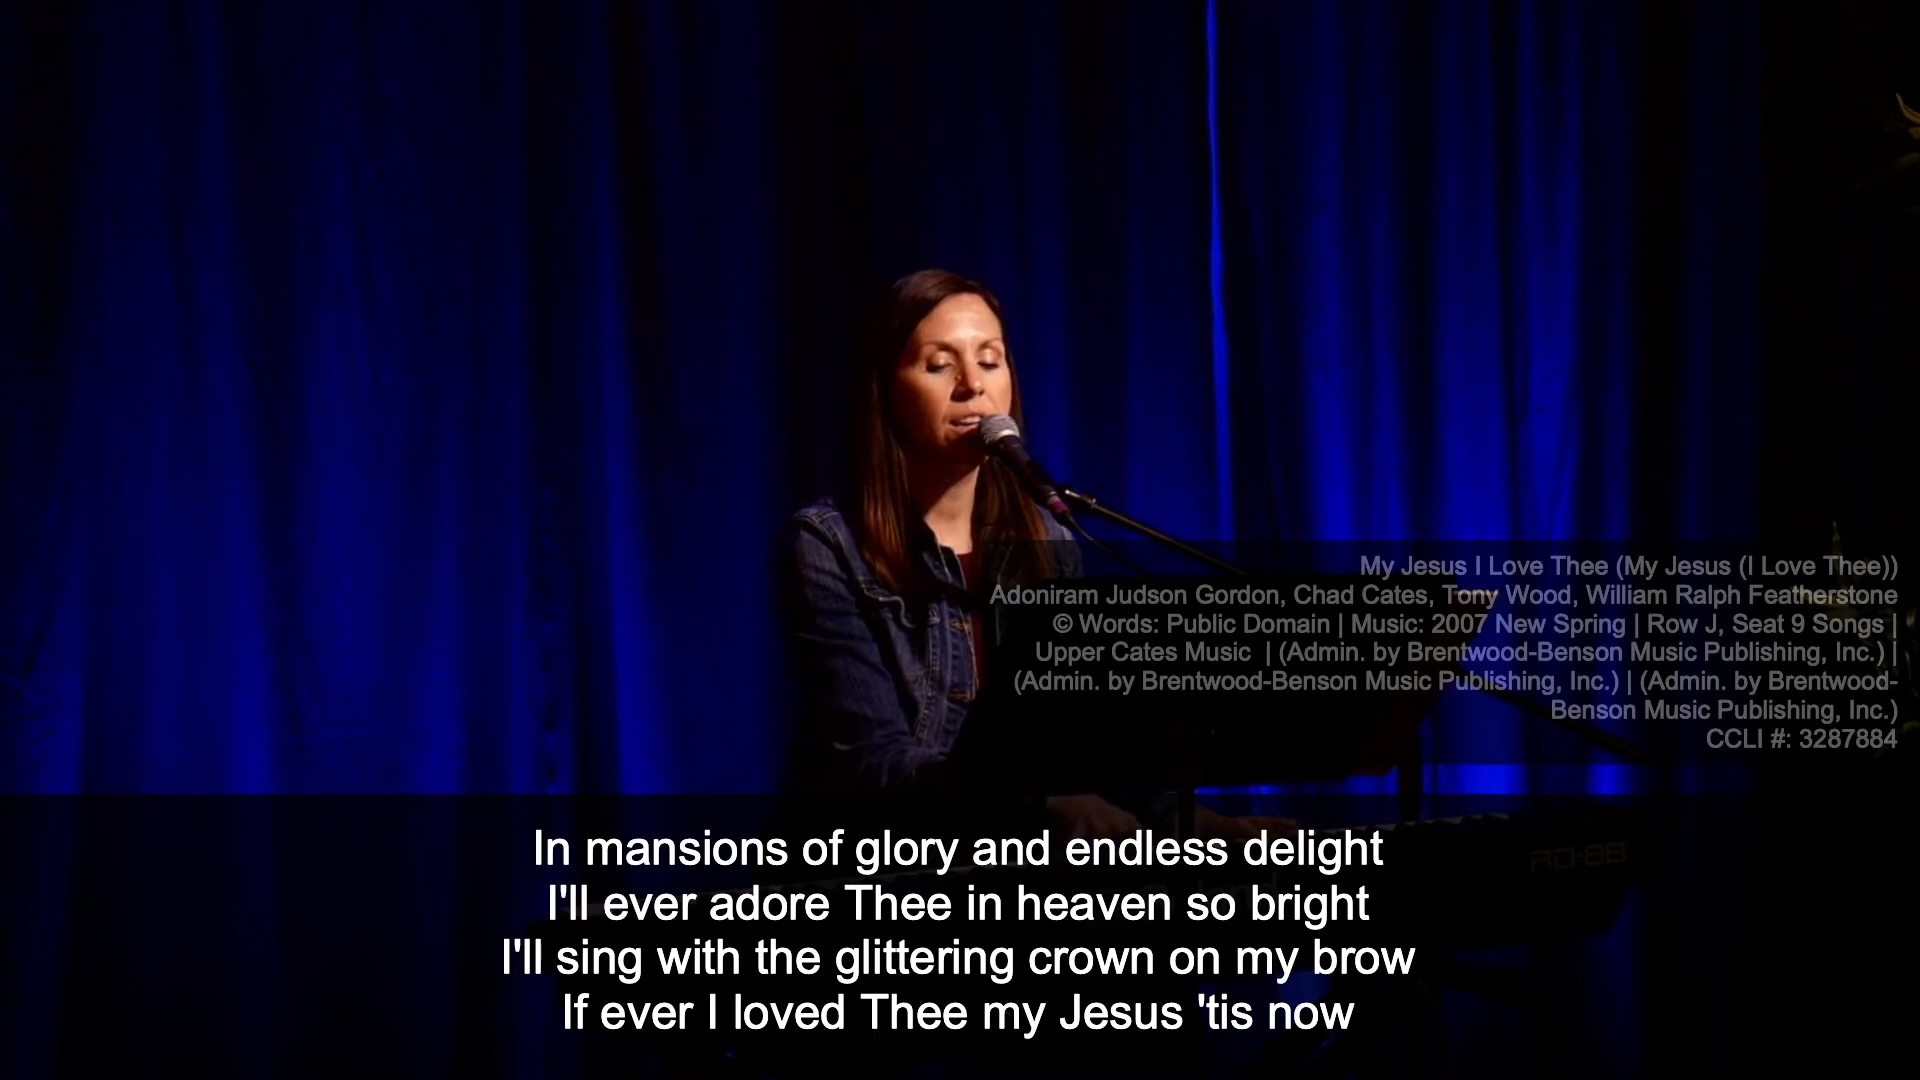 My Jesus I Love Thee (My Jesus (I Love Thee))
Adoniram Judson Gordon, Chad Cates, Tony Wood, William Ralph Featherstone
© Words: Public Domain | Music: 2007 New Spring | Row J, Seat 9 Songs |
Upper Cates Music | (Admin. by Brentwood-Benson Music Publishing, Inc.) |
(Admin. by Brentwood-Benson Music Publishing, Inc.) | (Admin. by Brentwood-
Benson Music Publishing, Inc.)
CCLI #: 3287884
In mansions of glory and endless delight
RD-86
I'll ever adore Thee in heaven so bright
I'll sing with the glittering crown on my brow
If ever I loved Thee my Jesus 'tis now